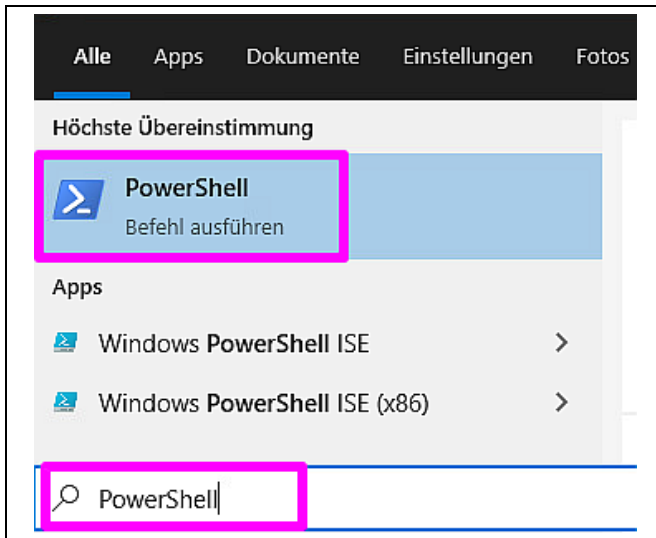 Alle Apps Dokumente Einstellungen Fotos
Höchste Übereinstimmung
PowerShell
Befehl ausführen
Apps
Windows PowerShell ISE
Windows PowerShell ISE (x86)
PowerShell